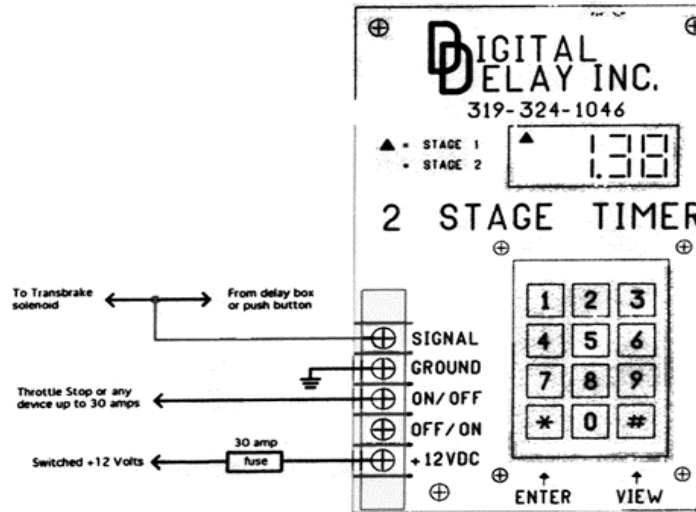 DIGITAL
DELAY INC.
319-324-1046
▲ = STAGE 1
= STAGE 2
1.38
2 STAGE TIMER
To Transbrake
solenoid
From delay box
or push button
SIGNAL
GROUND
Throttle Stop or any
device up to 30 amps
ON/OFF
OFF/ON
30 amp
fuse
Switched +12 Volts
+12VDC
1 2 3
4 5 6
7 8 9
* 0 #
ENTER VIEW